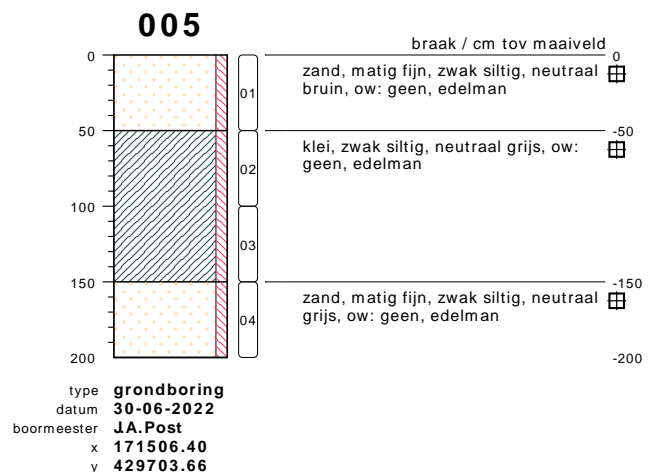 005
braak / cm tov maaiveld
0
0
zand, matig fijn, zwak siltig, neutraal
bruin, ow: geen, edelman
01
50
-50
klei, zwak siltig, neutraal grijs, ow:
geen, edelman
02
100
03
150
-150
zand, matig fijn, zwak siltig, neutraal
grijs, ow: geen, edelman
04
200
-200
type grondboring
datum 30-06-2022
boormeester J.A.Post
x 171506.40
y 429703.66